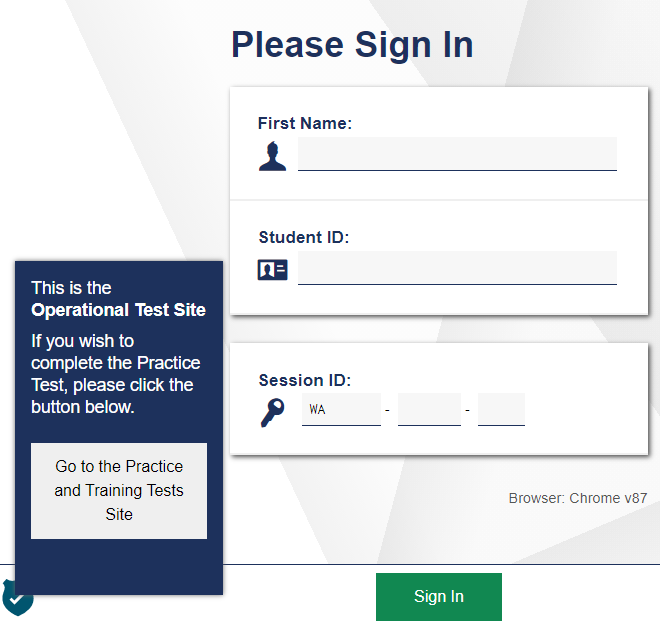 Please Sign In
First Name:
Student ID:
This is the
Operational Test Site
If you wish to
complete the Practice
Test, please click the
button below.
Go to the Practice
and Training Tests
Site
Session ID:
WA - -
Browser: Chrome v87
Sign In